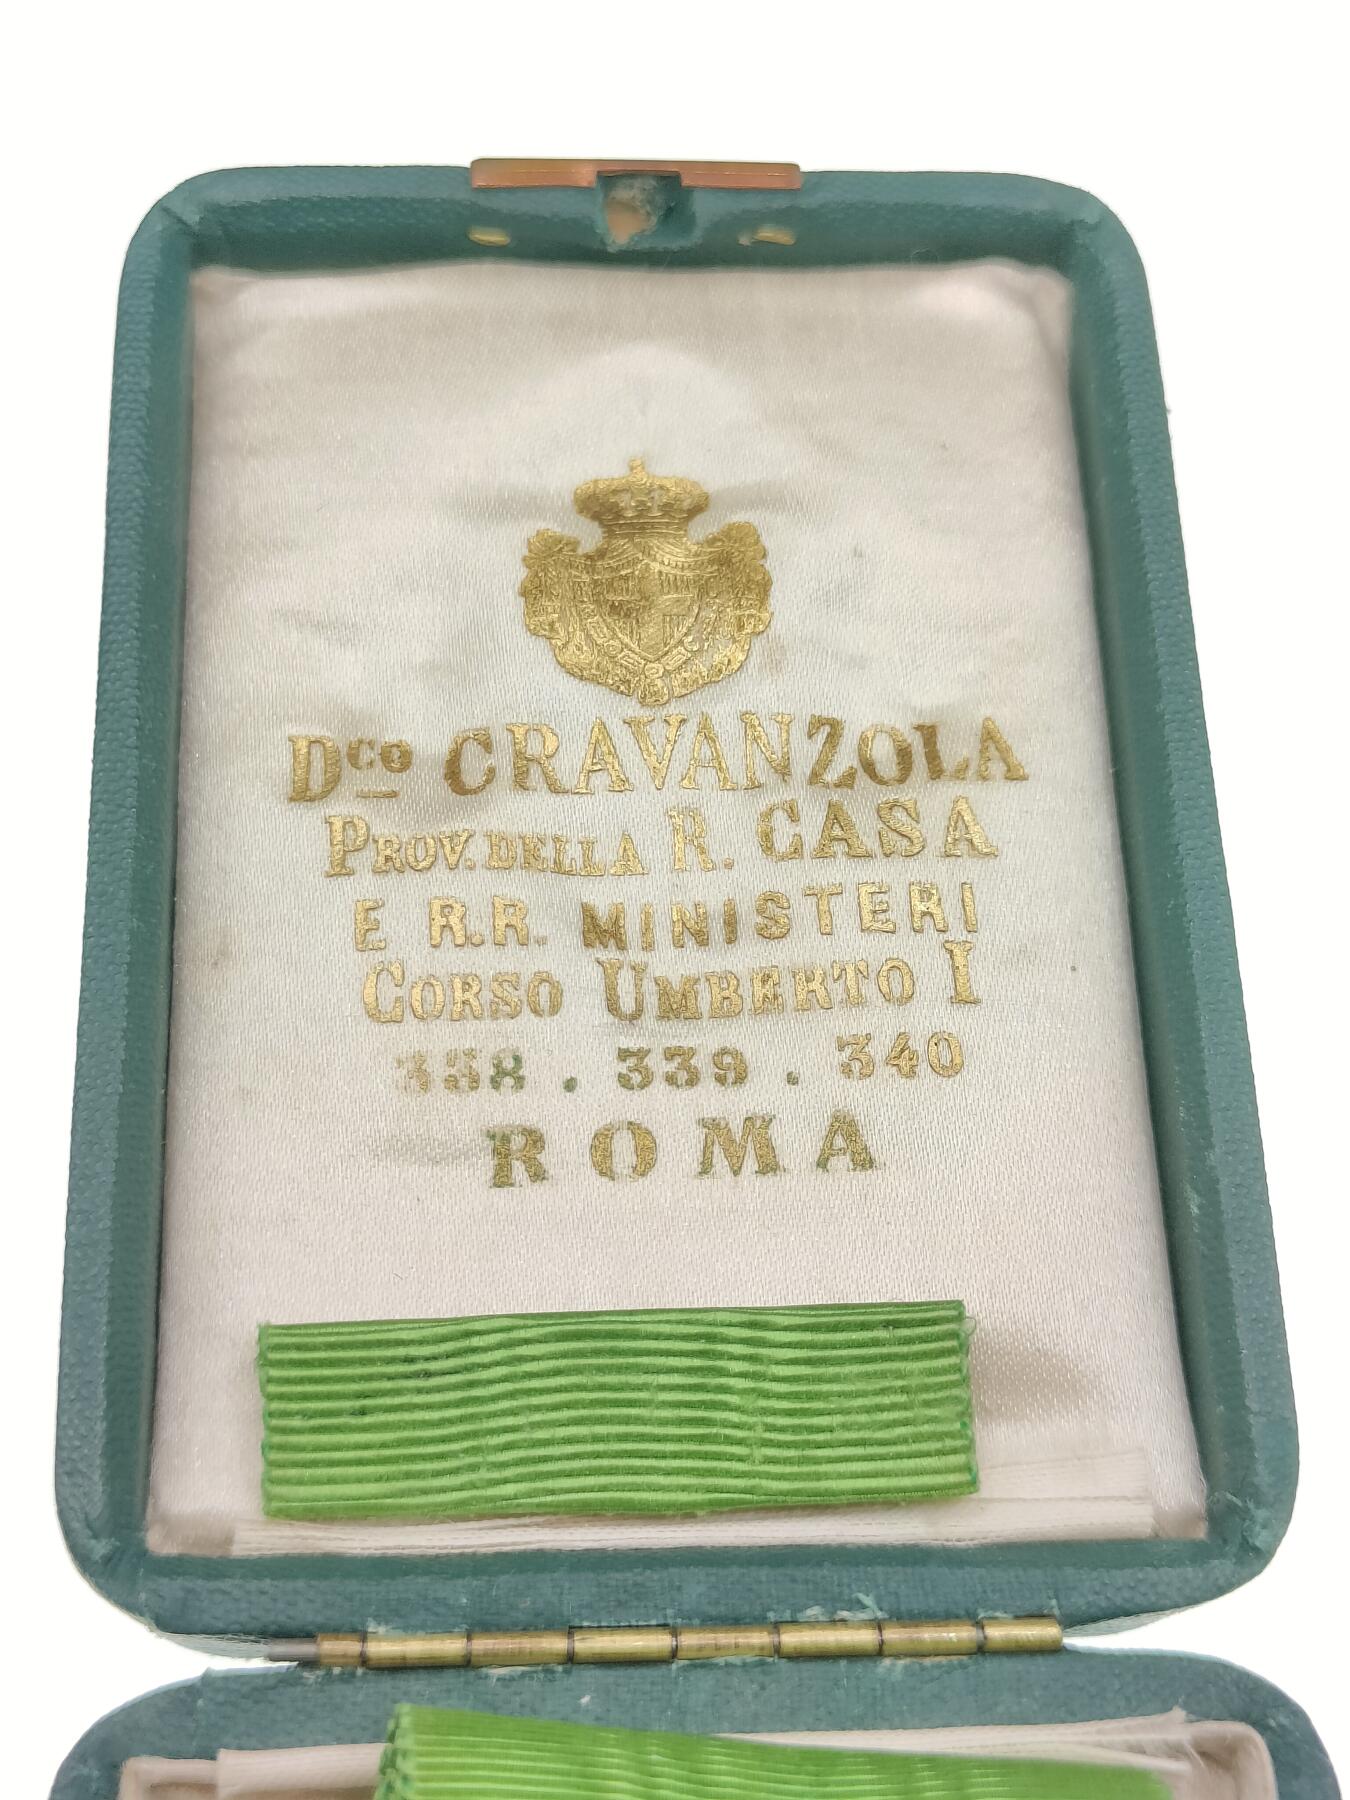 Dco CRAVANZOLA
PROV. DELLA R. CASA
E R.R. MINISTERI
CORSO UMBERTO I
338 . 339 . 340
ROMA